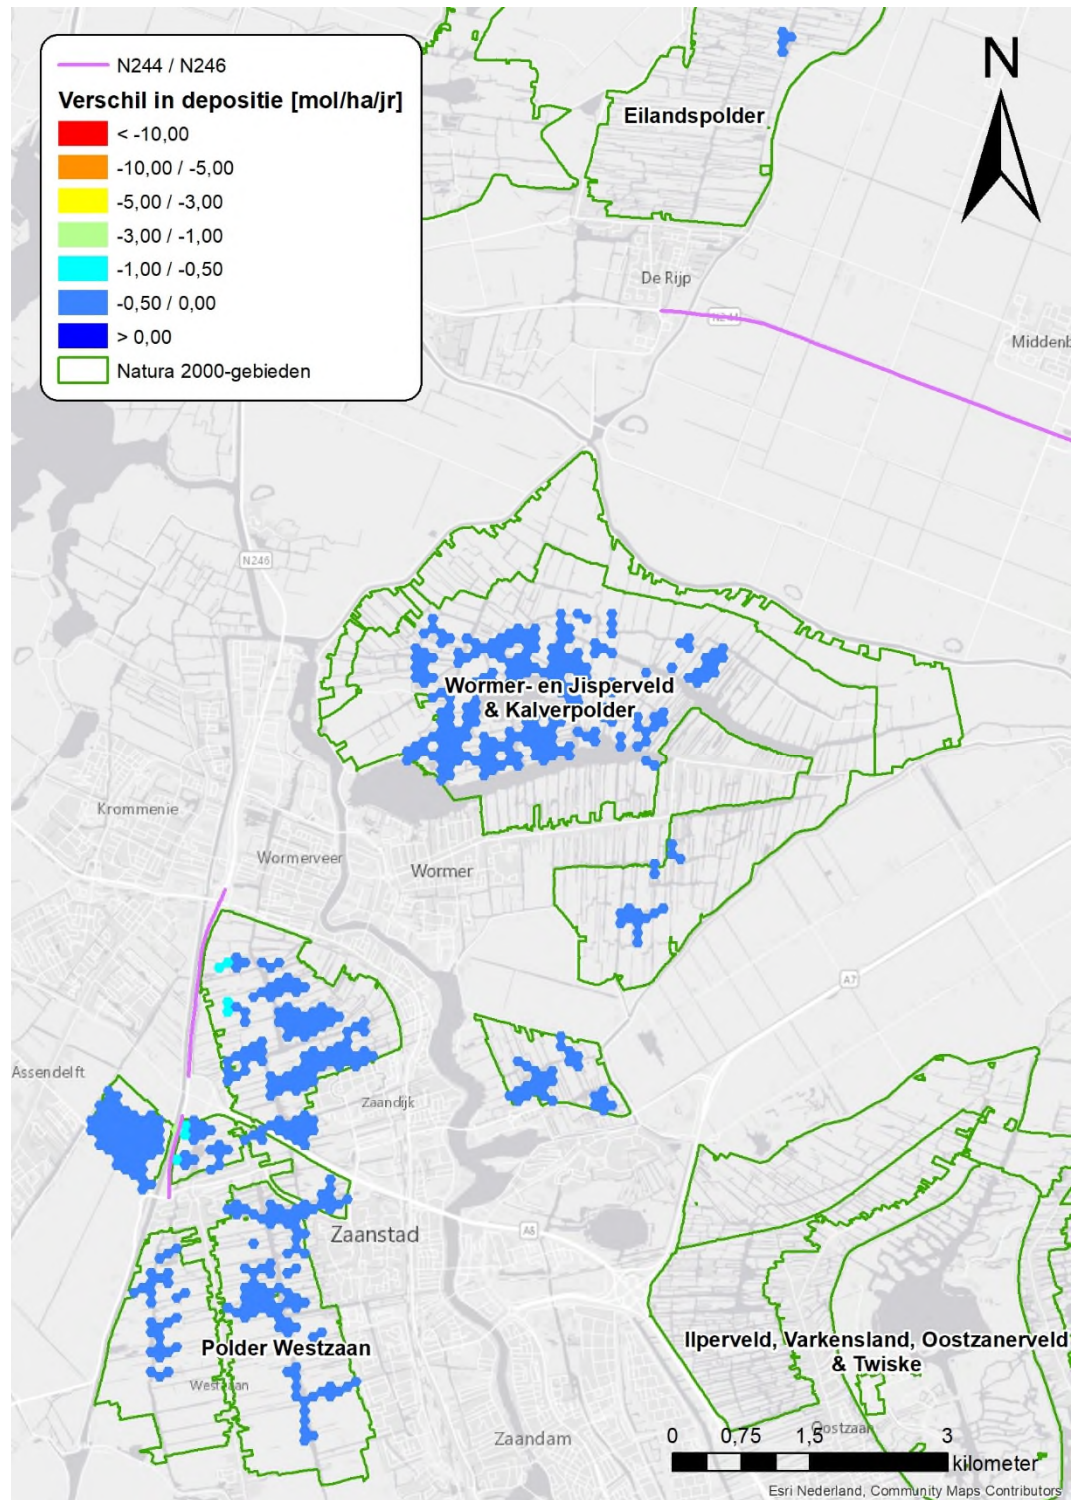 N244 / N246
Verschil in depositie [mol/ha/jr]
< -10,00
-10,00 / -5,00
-5,00 / -3,00
-3,00 / -1,00
-1,00 / -0,50
-0,50 / 0,00
> 0,00
Natura 2000-gebieden
N
Eilandspolder
De Rijp
N244
Middenb
N246
Wormer- en Jisperveld
& Kalverpolder
Krommenie
Wormerveer
Wormer
A7
Assendelft
Zaandijk
A8
Zaanstad
Polder Westzaan
Westzaan
Ilperveld, Varkensland, Oostzanerveld
& Twiske
Oostzaan
Zaandam
0 0,75 1,5 3
kilometer
Esri Nederland, Community Maps Contributors